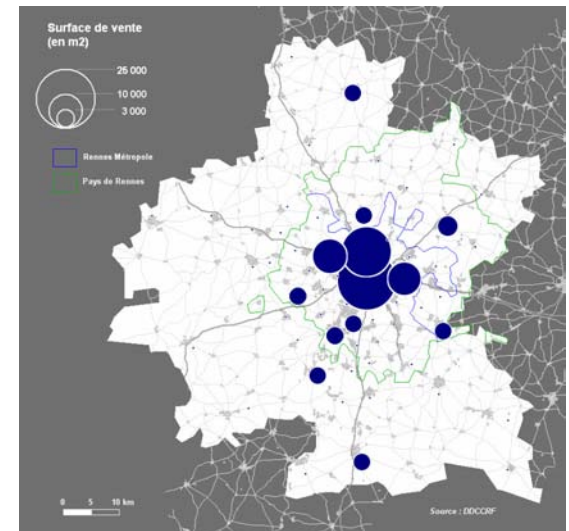 Surface de vente
(en m2)
25 000
10 000
3 000
Rennes Métropole
Pays de Rennes
0 5 10 km
Source : DDCCRF